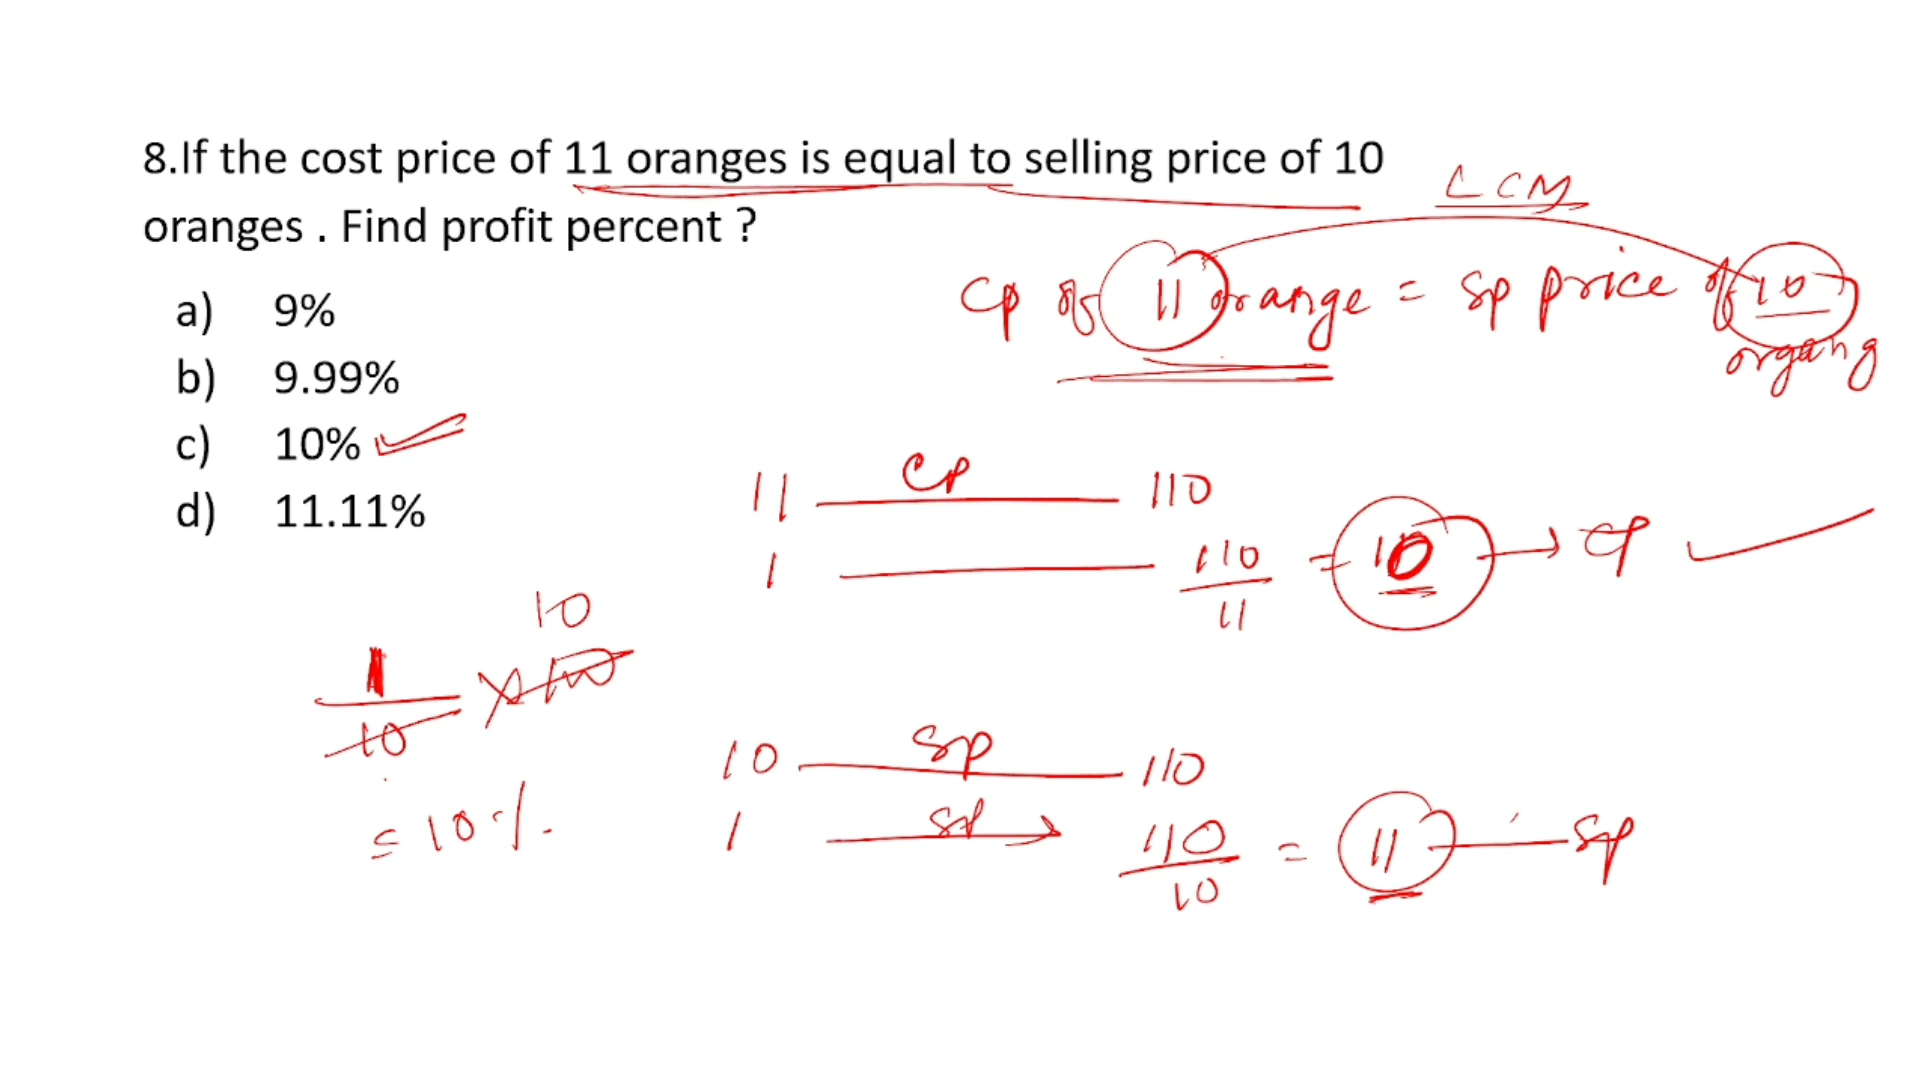 8.If the cost price of 11 oranges is equal to selling price of 10
oranges . Find profit percent ?
a) 9%
b) 9.99%
c) 10%
d) 11.11%
LCM
Cp of 11 orange = Sp price of 10
organg
11 CP 110
1 110/11 = 10 → CP
1/10 x 100 10
= 10%.
10 Sp 110
1 SP 110/10 = 11 Sp